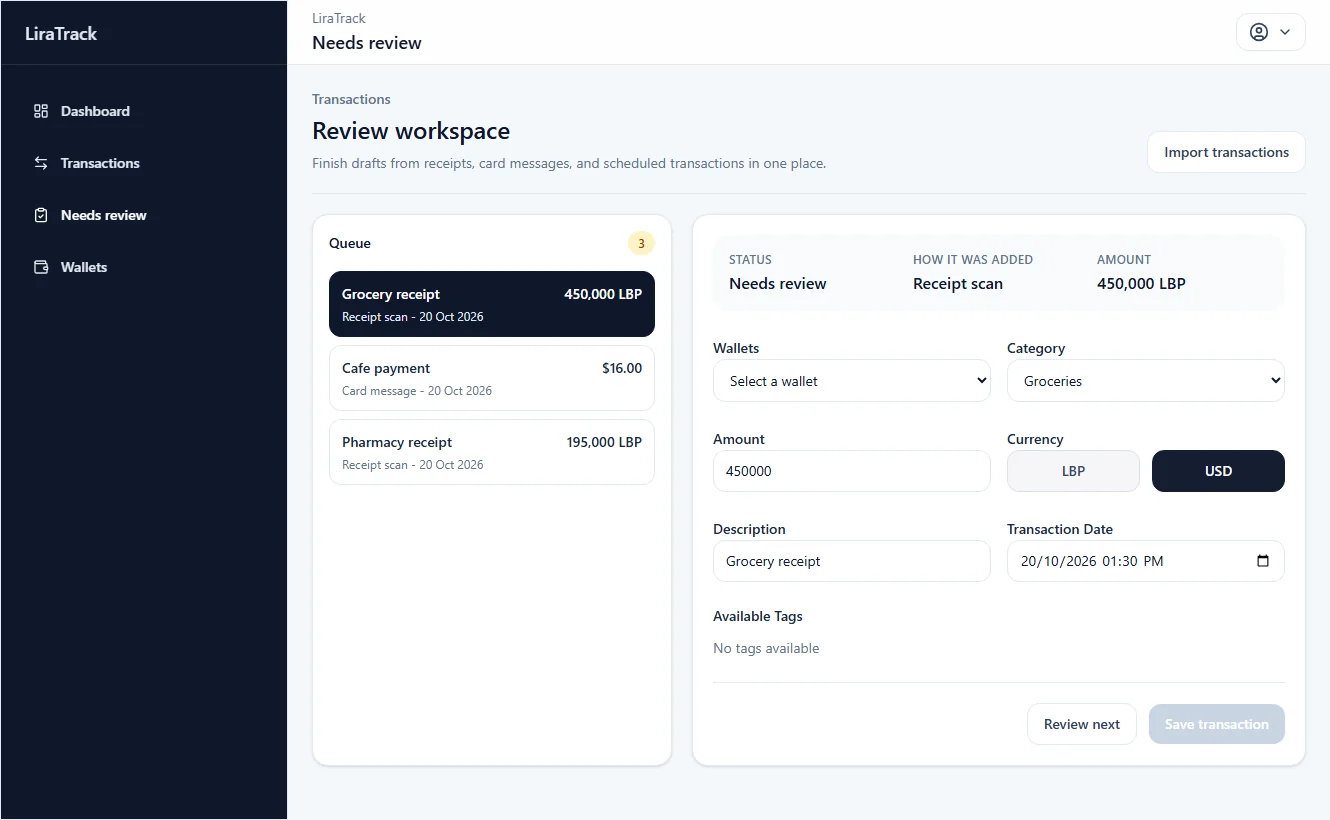 LiraTrack
Dashboard
Transactions
Needs review
Wallets
LiraTrack
Needs review
Transactions
Review workspace
Finish drafts from receipts, card messages, and scheduled transactions in one place.
Import transactions
Queue
3
Grocery receipt 450,000 LBP
Receipt scan - 20 Oct 2026
Cafe payment $16.00
Card message - 20 Oct 2026
Pharmacy receipt 195,000 LBP
Receipt scan - 20 Oct 2026
STATUS HOW IT WAS ADDED AMOUNT
Needs review Receipt scan 450,000 LBP
Wallets Category
Select a wallet Groceries
Amount Currency
450000 LBP USD
Description Transaction Date
Grocery receipt 20/10/2026 01:30 PM
Available Tags
No tags available
Review next Save transaction